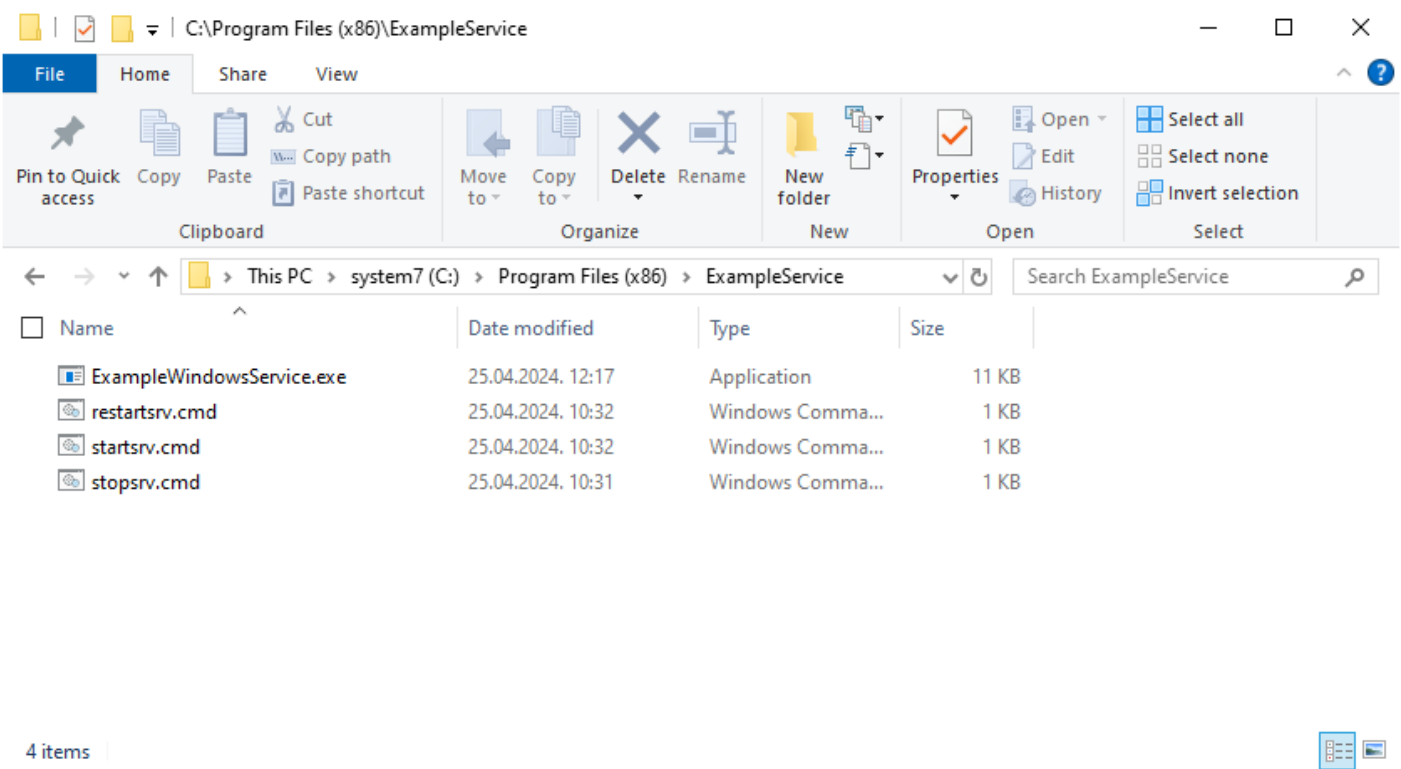 C:\Program Files (x86)\ExampleService
File Home Share View
Pin to Quick access
Copy
Paste
Cut
Copy path
Paste shortcut
Clipboard
Move to
Copy to
Delete
Rename
Organize
New folder
New
Properties
Open
Edit
History
Open
Select all
Select none
Invert selection
Select
This PC > system7 (C:) > Program Files (x86) > ExampleService
Search ExampleService
Name Date modified Type Size
ExampleWindowsService.exe 25.04.2024. 12:17 Application 11 KB
restartsrv.cmd 25.04.2024. 10:32 Windows Comma... 1 KB
startsrv.cmd 25.04.2024. 10:32 Windows Comma... 1 KB
stopsrv.cmd 25.04.2024. 10:31 Windows Comma... 1 KB
4 items